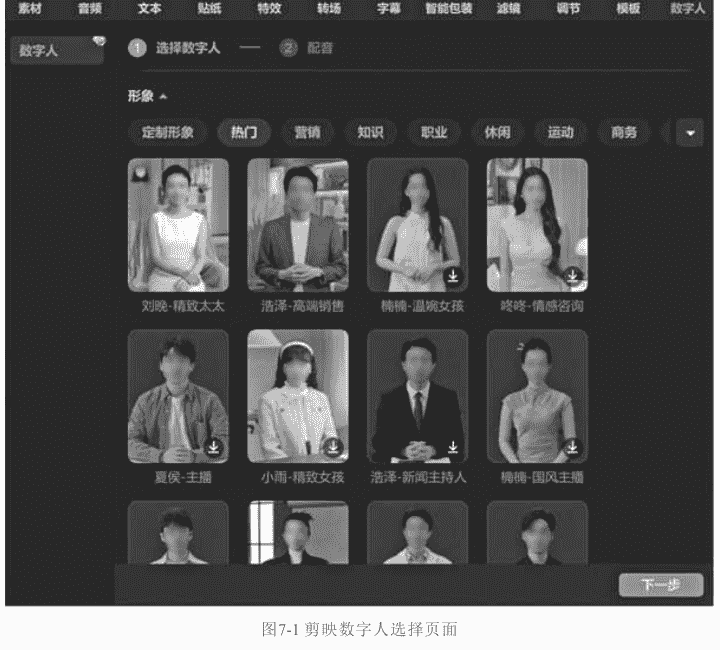 素材 音频 文本 贴纸 特效 转场 字幕 智能包装 滤镜 调节 模板 数字人
数字人
1 选择数字人 2 配音
形象
定制形象 热门 营销 知识 职业 休闲 运动 商务
刘晚-精致太太 浩泽-高端销售 楠楠-温婉女孩 咚咚-情感咨询
夏侯-主播 小雨-精致女孩 浩泽-新闻主持人 楠楠-国风主播
下一步
图7-1 剪映数字人选择页面